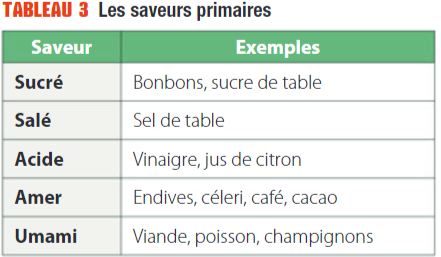 TABLEAU 3 Les saveurs primaires
Saveur Exemples
Sucré Bonbons, sucre de table
Salé Sel de table
Acide Vinaigre, jus de citron
Amer Endives, céleri, café, cacao
Umami Viande, poisson, champignons